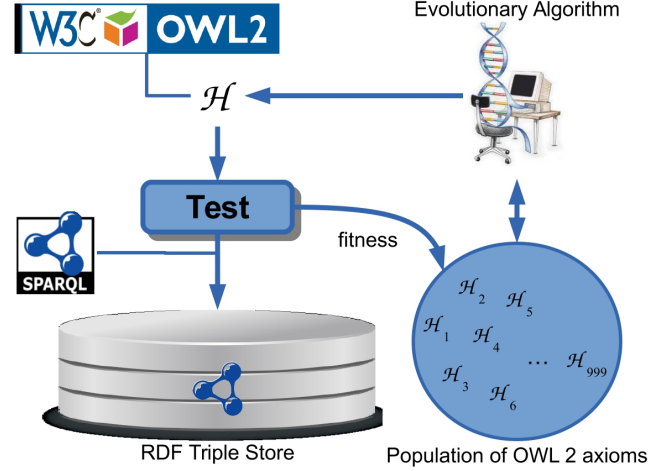 Evolutionary Algorithm
W3C® OWL2
ℋ
Test
fitness
SPARQL
ℋ2
ℋ5
ℋ1
ℋ4
… ℋ999
ℋ3
ℋ6
RDF Triple Store
Population of OWL 2 axioms